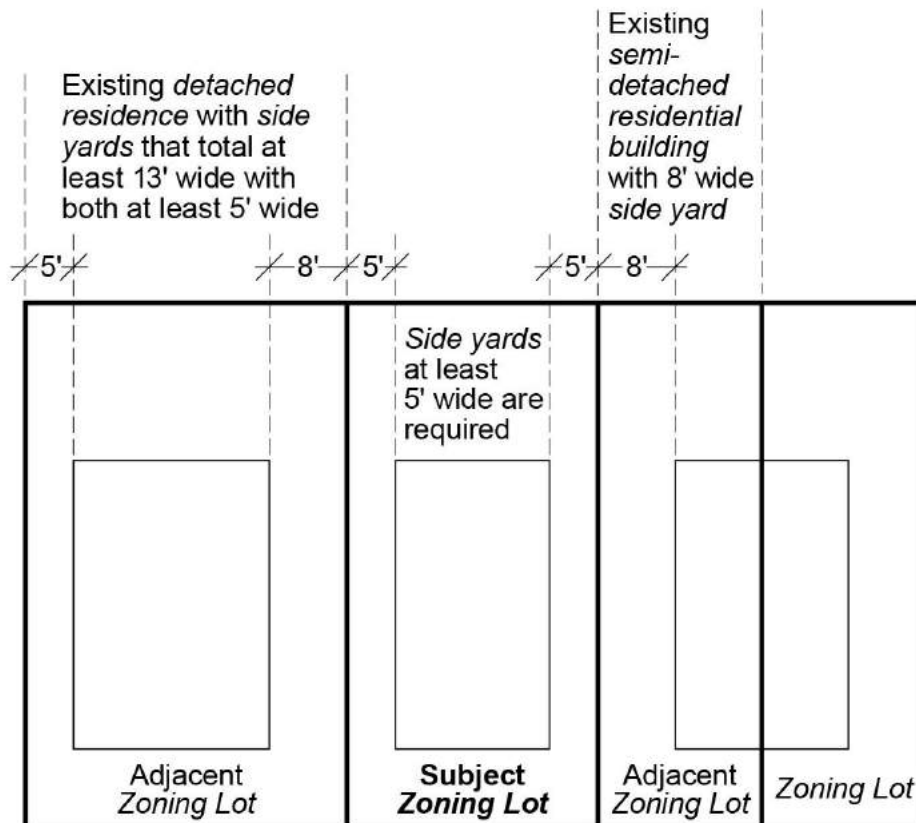 Existing detached
residence with side
yards that total at
least 13' wide with
both at least 5' wide
Existing
semi-
detached
residential
building
with 8' wide
side yard
5'
8'
5'
5'
8'
Side yards
at least
5' wide are
required
Adjacent
Zoning Lot
Subject
Zoning Lot
Adjacent
Zoning Lot
Zoning Lot